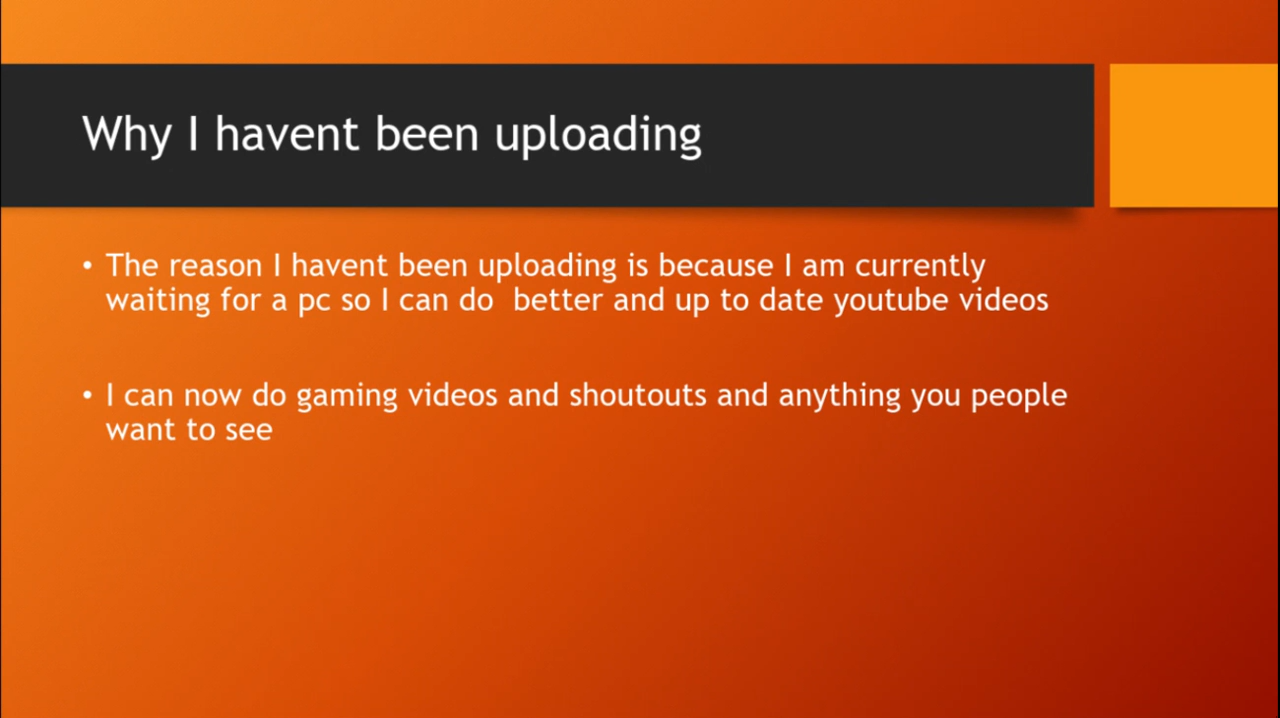 Why I havent been uploading
• The reason I havent been uploading is because I am currently
waiting for a pc so I can do  better and up to date youtube videos
• I can now do gaming videos and shoutouts and anything you people
want to see